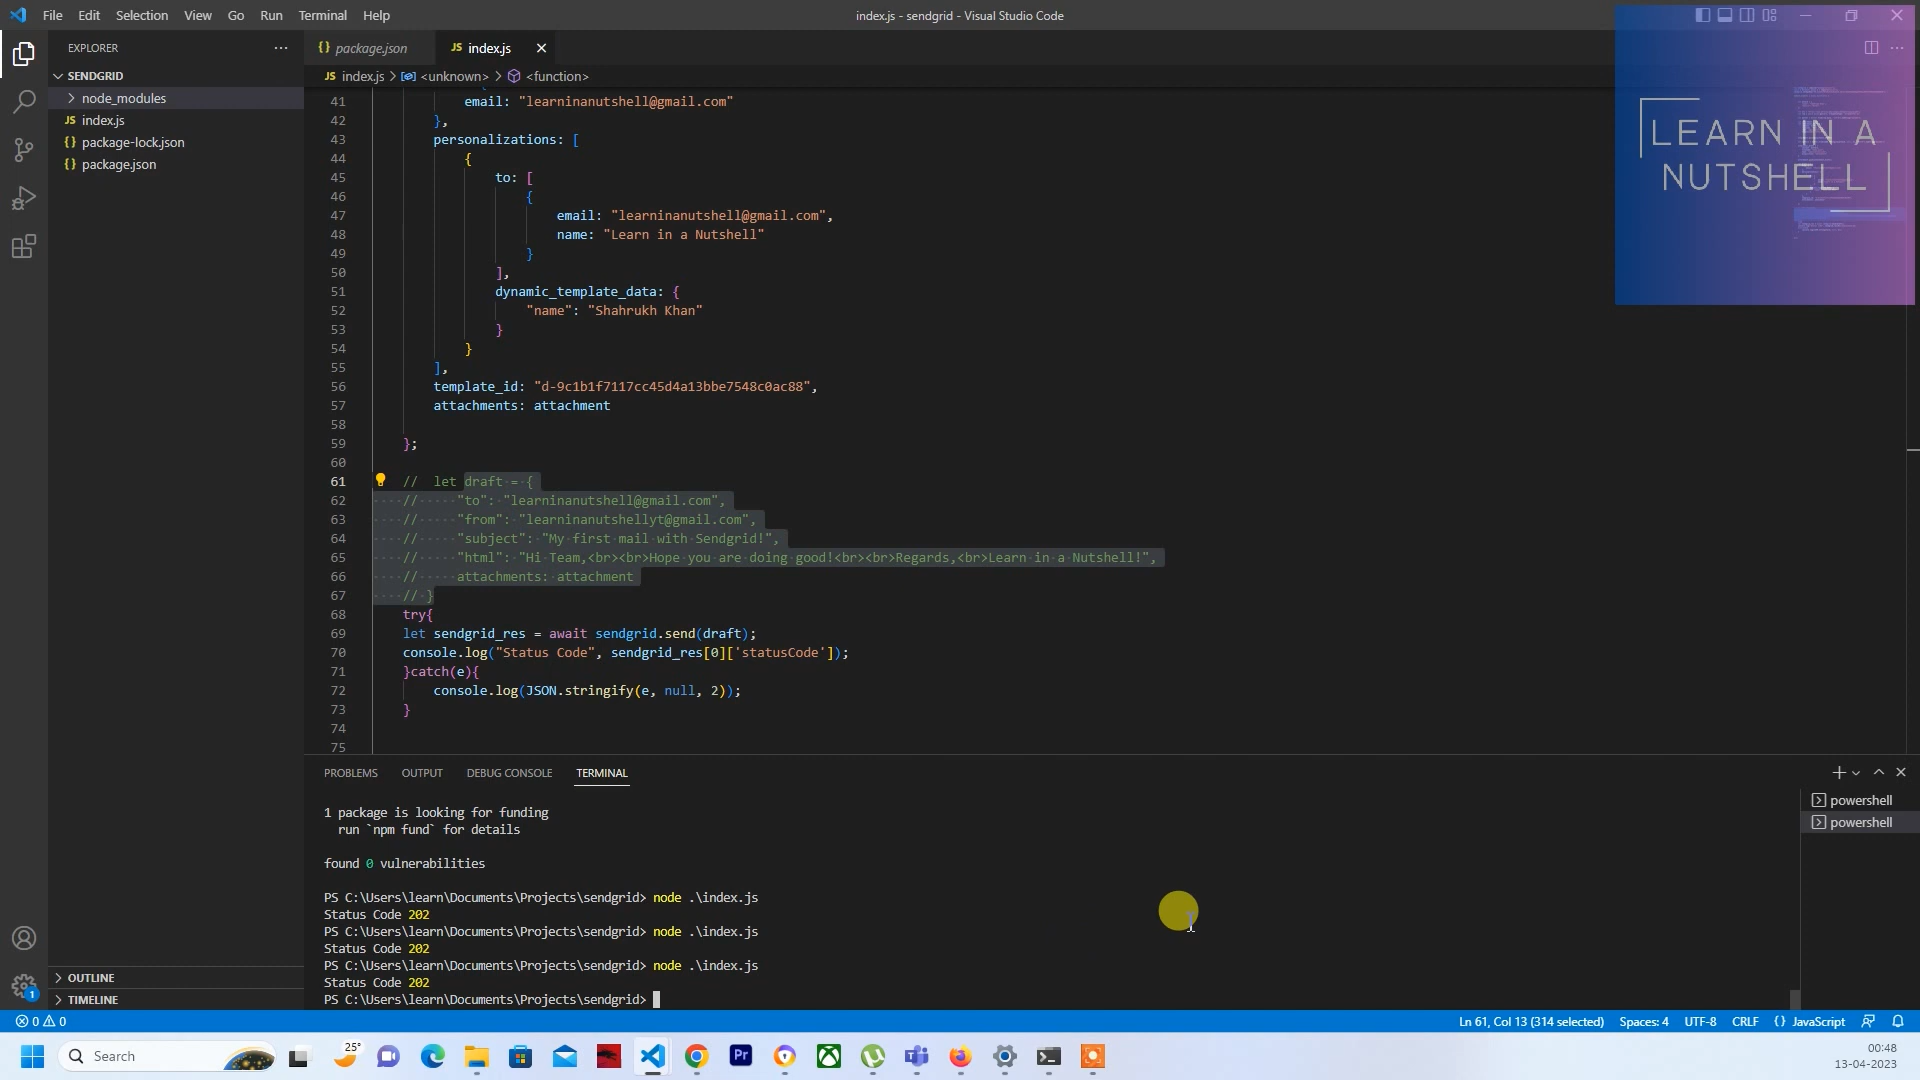 File Edit Selection View Go Run Terminal Help
index.js - sendgrid - Visual Studio Code
EXPLORER
SENDGRID
node_modules
JS index.js
{} package-lock.json
{} package.json
OUTLINE
TIMELINE
{} package.json
JS index.js
JS index.js > <unknown> > <function>
LEARN IN A
NUTSHELL
41 email: "learninanutshell@gmail.com"
42 },
43 personalizations: [
44 {
45 to: [
46 {
47 email: "learninanutshell@gmail.com",
48 name: "Learn in a Nutshell"
49 }
50 ],
51 dynamic_template_data: {
52 "name": "Shahrukh Khan"
53 }
54 }
55 ],
56 template_id: "d-9c1b1f7117cc45d4a13bbe7548c0ac88",
57 attachments: attachment
58
59 };
60
61 // let draft = {
62 // "to": "learninanutshell@gmail.com",
63 // "from": "learninanutshellyt@gmail.com",
64 // "subject": "My first mail with Sendgrid!",
65 // "html": "Hi Team,<br><br>Hope you are doing good!<br><br>Regards,<br>Learn in a Nutshell!",
66 // attachments: attachment
67 // }
68 try{
69 let sendgrid_res = await sendgrid.send(draft);
70 console.log("Status Code", sendgrid_res[0]['statusCode']);
71 }catch(e){
72 console.log(JSON.stringify(e, null, 2));
73 }
74
75
PROBLEMS OUTPUT DEBUG CONSOLE TERMINAL
1 package is looking for funding
run `npm fund` for details
found 0 vulnerabilities
PS C:\Users\learn\Documents\Projects\sendgrid> node .\index.js
Status Code 202
PS C:\Users\learn\Documents\Projects\sendgrid> node .\index.js
Status Code 202
PS C:\Users\learn\Documents\Projects\sendgrid> node .\index.js
Status Code 202
PS C:\Users\learn\Documents\Projects\sendgrid>
powershell
powershell
1
0 0
Ln 61, Col 13 (314 selected) Spaces: 4 UTF-8 CRLF {} JavaScript
Search
25°
Pr
00:48
13-04-2023